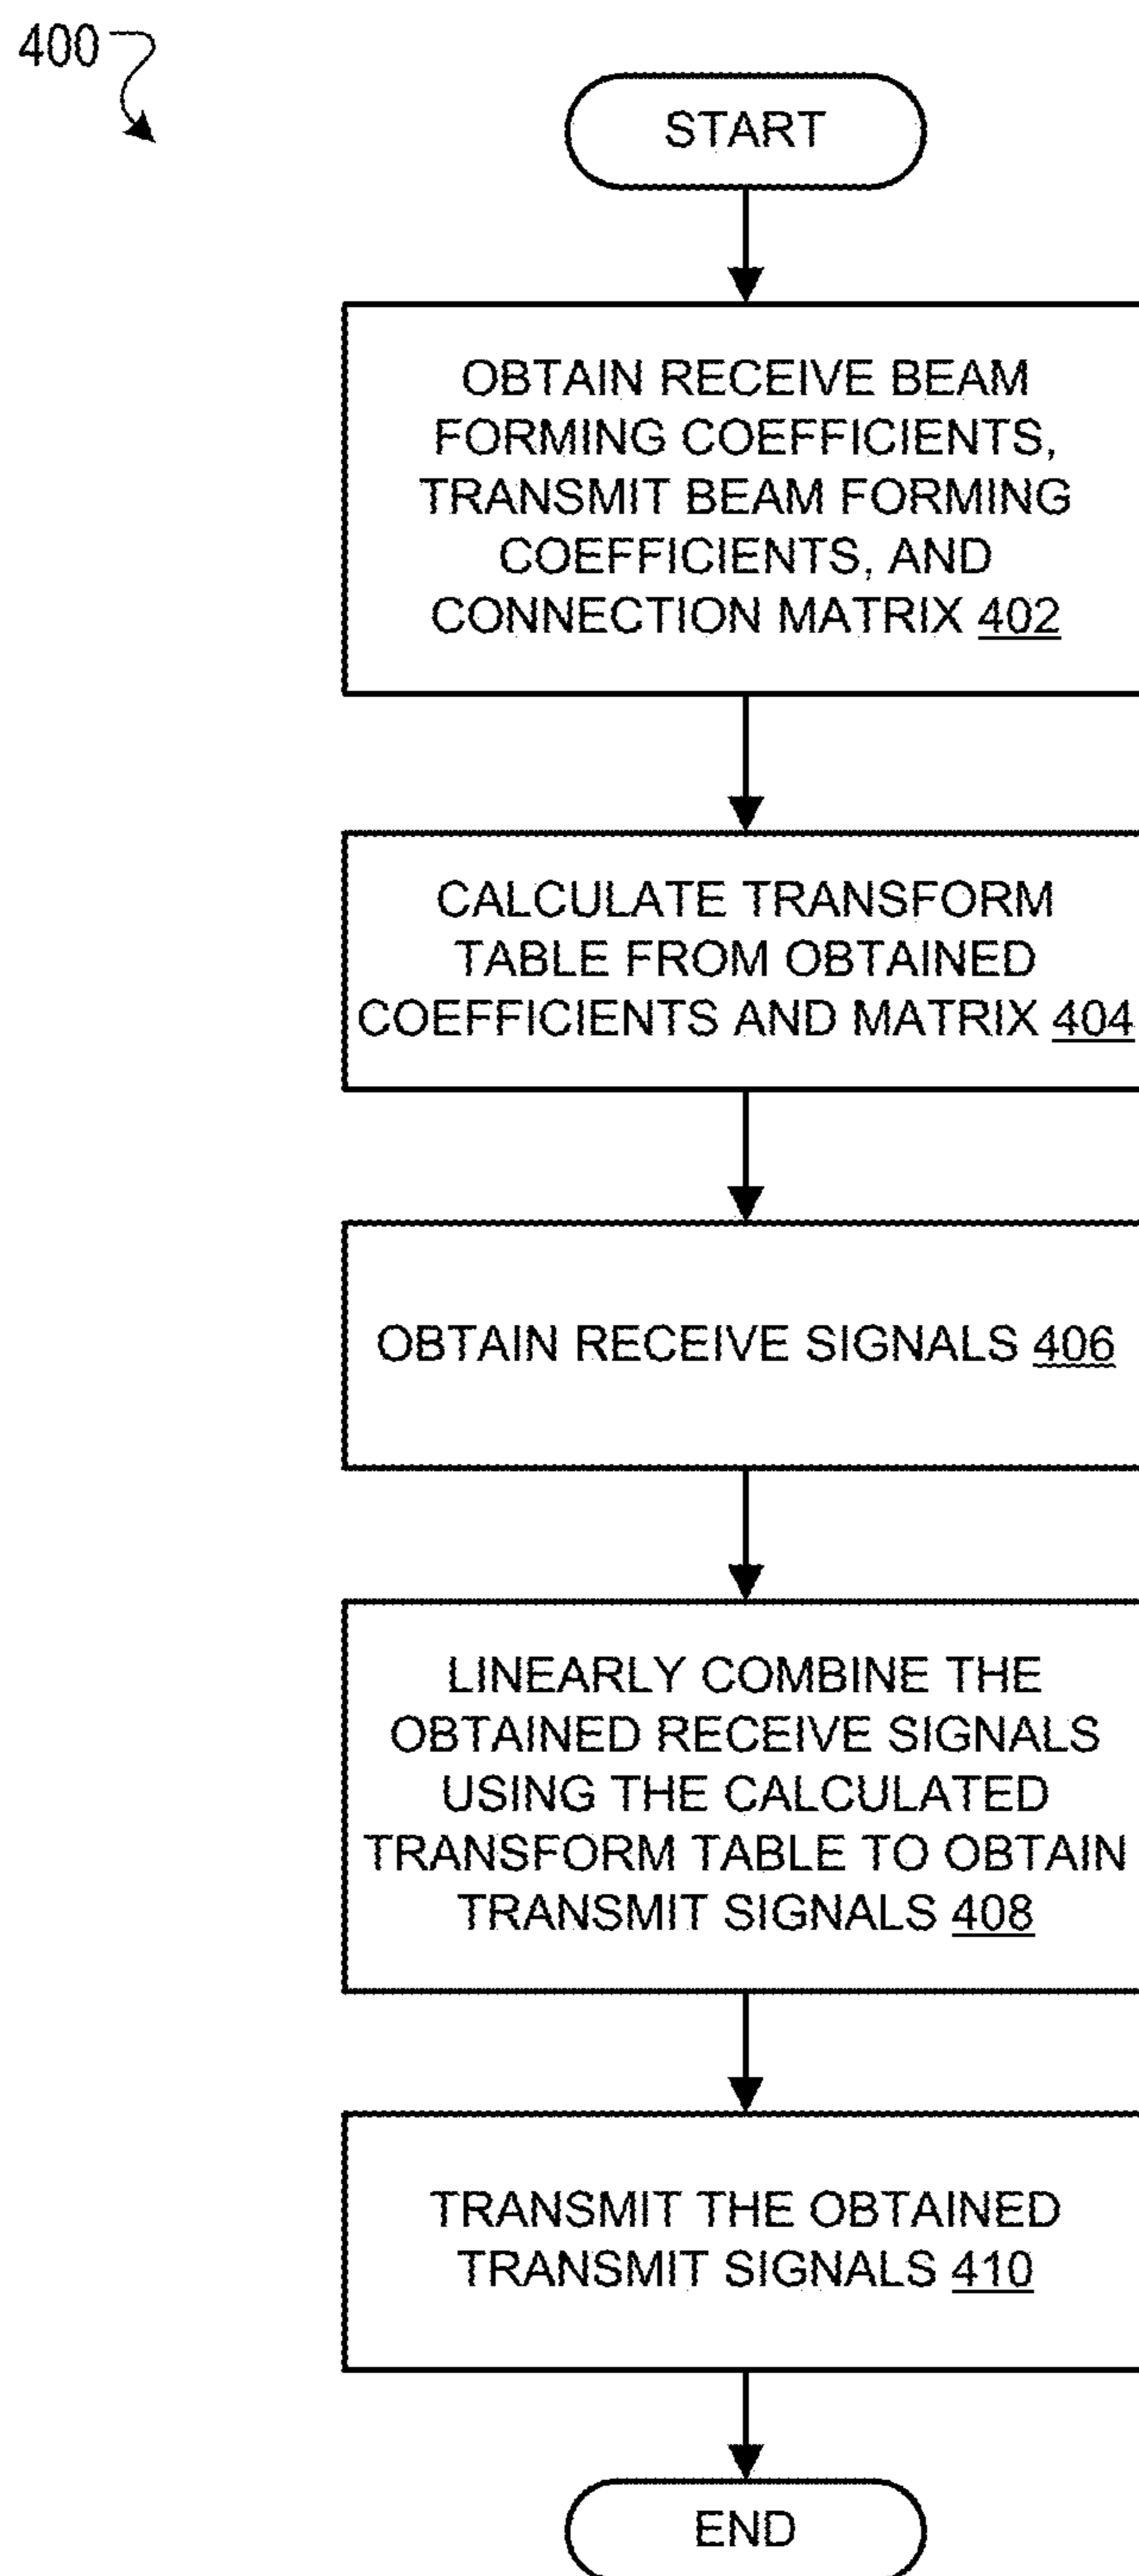 400
START
OBTAIN RECEIVE BEAM
FORMING COEFFICIENTS,
TRANSMIT BEAM FORMING
COEFFICIENTS, AND
CONNECTION MATRIX 402
CALCULATE TRANSFORM
TABLE FROM OBTAINED
COEFFICIENTS AND MATRIX 404
OBTAIN RECEIVE SIGNALS 406
LINEARLY COMBINE THE
OBTAINED RECEIVE SIGNALS
USING THE CALCULATED
TRANSFORM TABLE TO OBTAIN
TRANSMIT SIGNALS 408
TRANSMIT THE OBTAINED
TRANSMIT SIGNALS 410
END